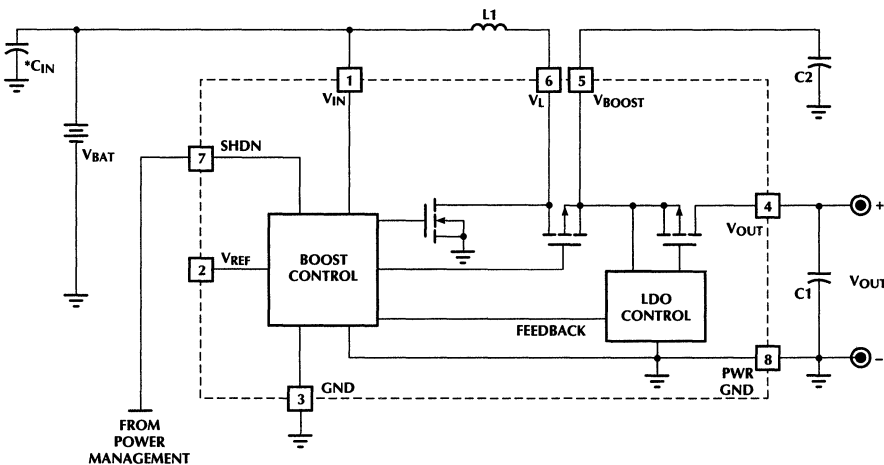 L1
*CIN
1
VIN
6
VL
5
VBOOST
C2
VBAT
7
SHDN
4
VOUT
+
2
VREF
BOOST
CONTROL
LDO
CONTROL
C1
VOUT
FEEDBACK
8
PWR
GND
–
3
GND
FROM
POWER
MANAGEMENT